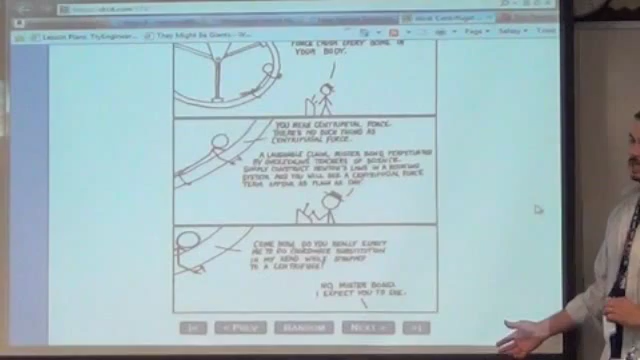 xkcd: Centrifugal
Lesson Plans, TryEngineer
They Might Be Giants
Page
Safety
Tools
FORCE CRUSH EVERY BONE IN
YOUR BODY.
YOU MEAN CENTRIPETAL FORCE.
THERE'S NO SUCH THING AS
CENTRIFUGAL FORCE.
A LAUGHABLE CLAIM, MISTER BOND, PERPETUATED
BY OVERZEALOUS TEACHERS OF SCIENCE.
SIMPLY CONSTRUCT NEWTON'S LAWS IN A ROTATING
SYSTEM AND YOU WILL SEE A CENTRIFUGAL FORCE
TERM APPEAR AS PLAIN AS DAY.
COME NOW, DO YOU REALLY EXPECT
ME TO DO COORDINATE SUBSTITUTION
IN MY HEAD WHILE STRAPPED
TO A CENTRIFUGE?
NO, MISTER BOND.
I EXPECT YOU TO DIE.
|<
< PREV
RANDOM
NEXT >
>|